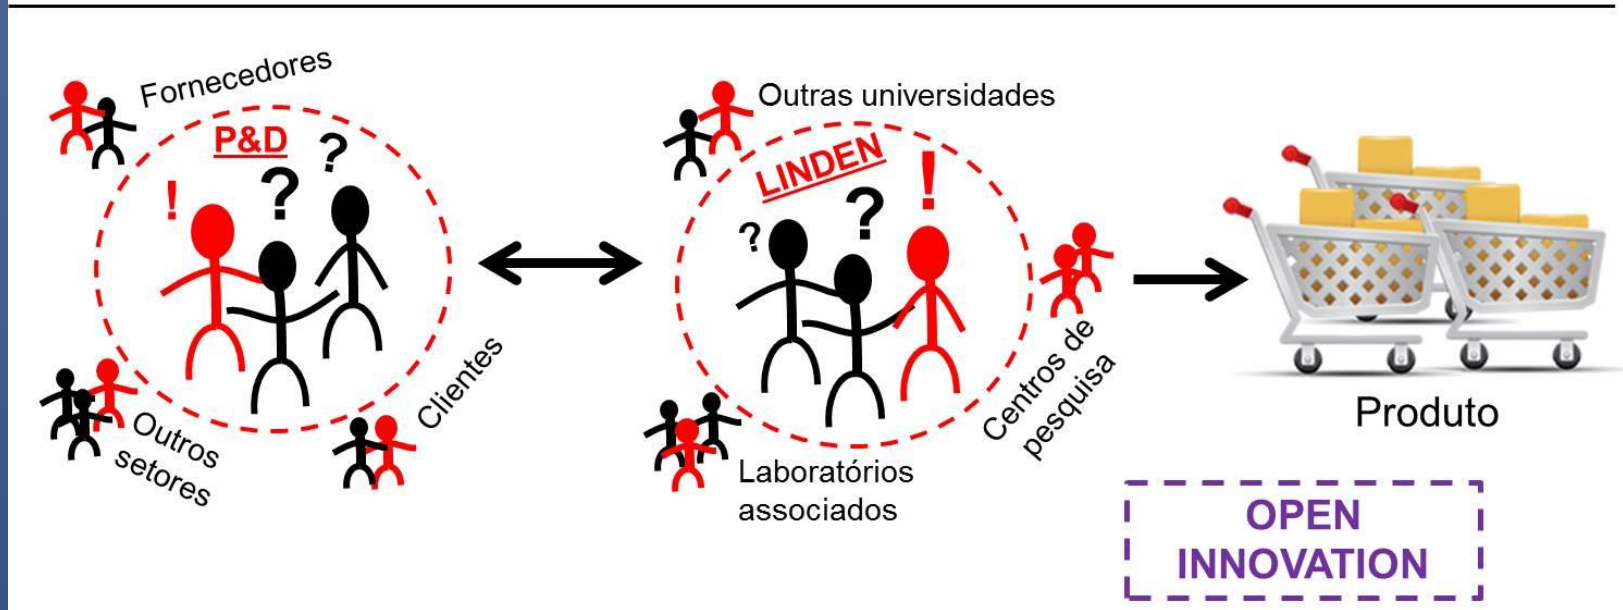 Fornecedores
P&D
!
?
?
Outros
setores
Clientes
Outras universidades
LINDEN
?
?
!
Centros de
pesquisa
Laboratórios
associados
Produto
OPEN
INNOVATION